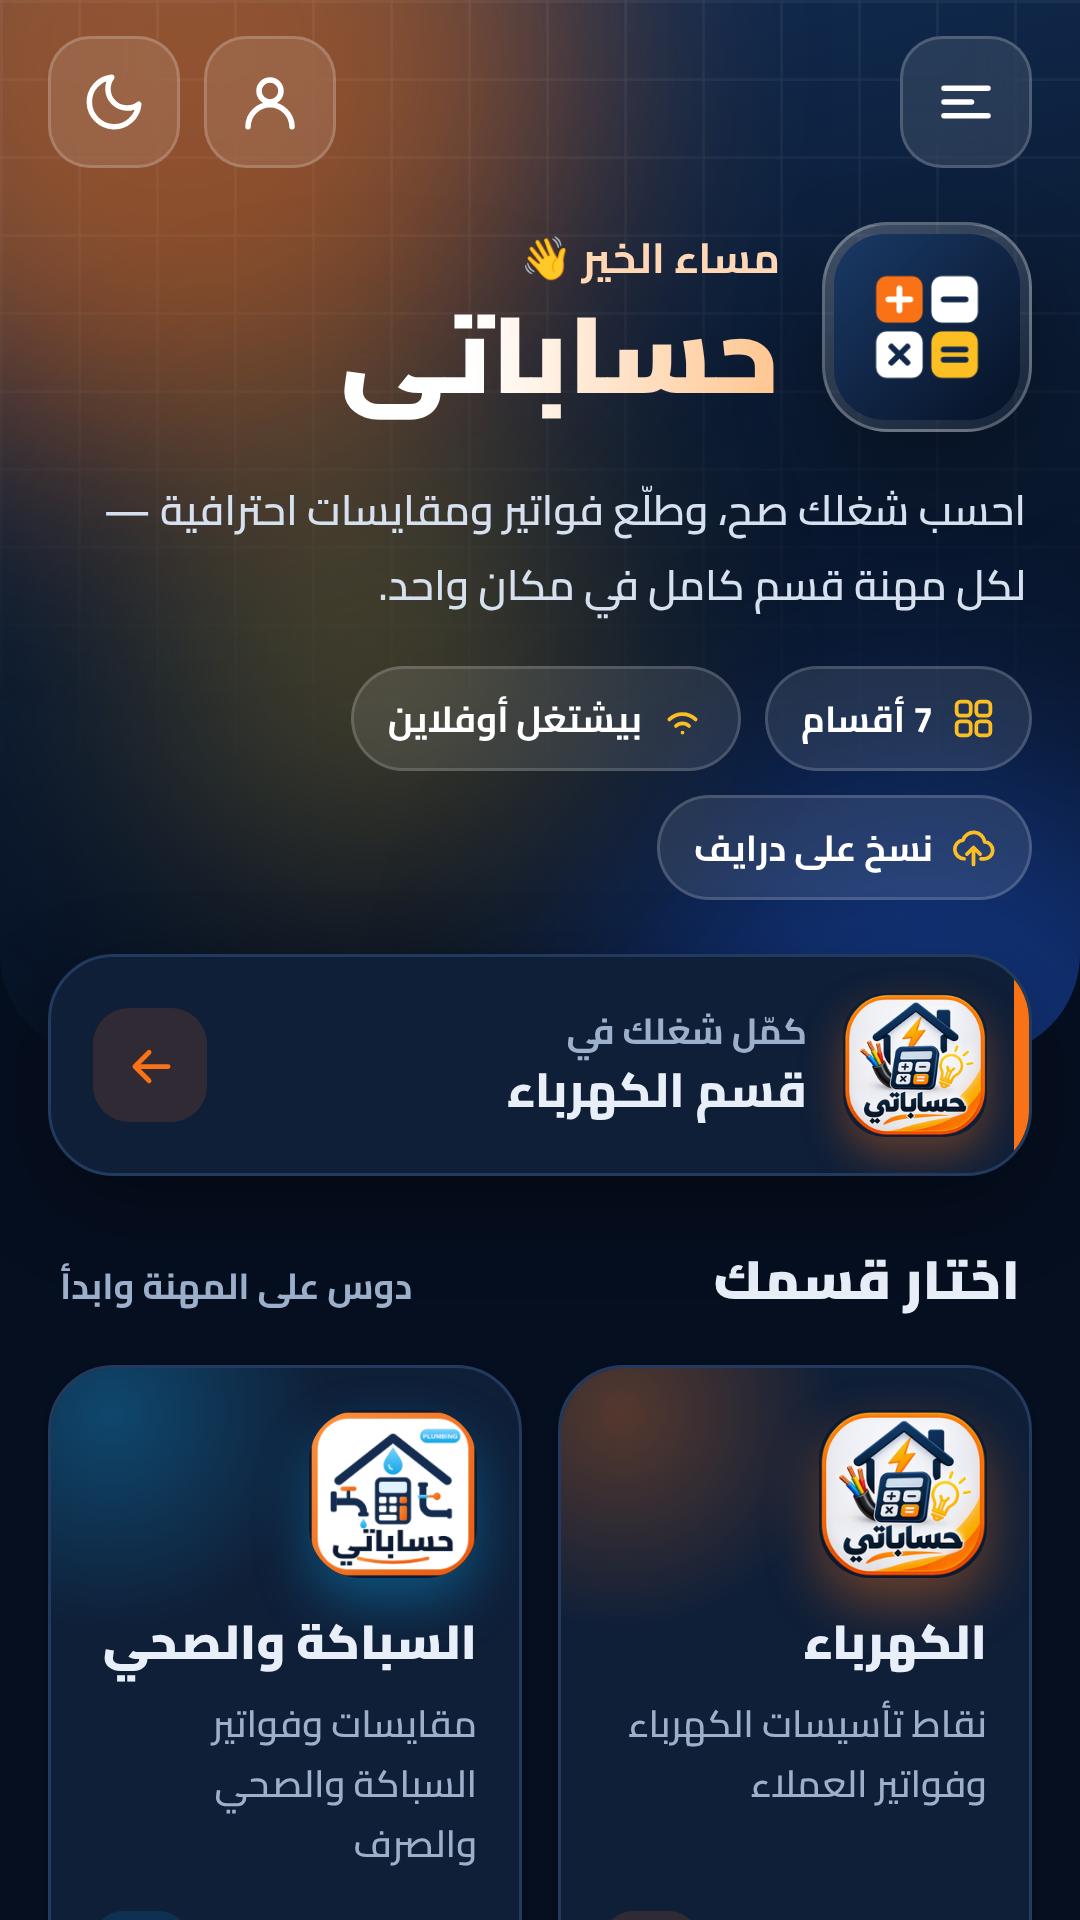 مساء الخير 👋
حساباتى
احسب شغلك صح، وطلّع فواتير ومقايسات احترافية —
لكل مهنة قسم كامل في مكان واحد.
7 أقسام
بيشتغل أوفلاين
نسخ على درايف
حساباتي
كمّل شغلك في
قسم الكهرباء
اختار قسمك
دوس على المهنة وابدأ
حساباتي
الكهرباء
نقاط تأسيسات الكهرباء
وفواتير العملاء
PLUMBING
حساباتي
السباكة والصحي
مقايسات وفواتير
السباكة والصحي
والصرف